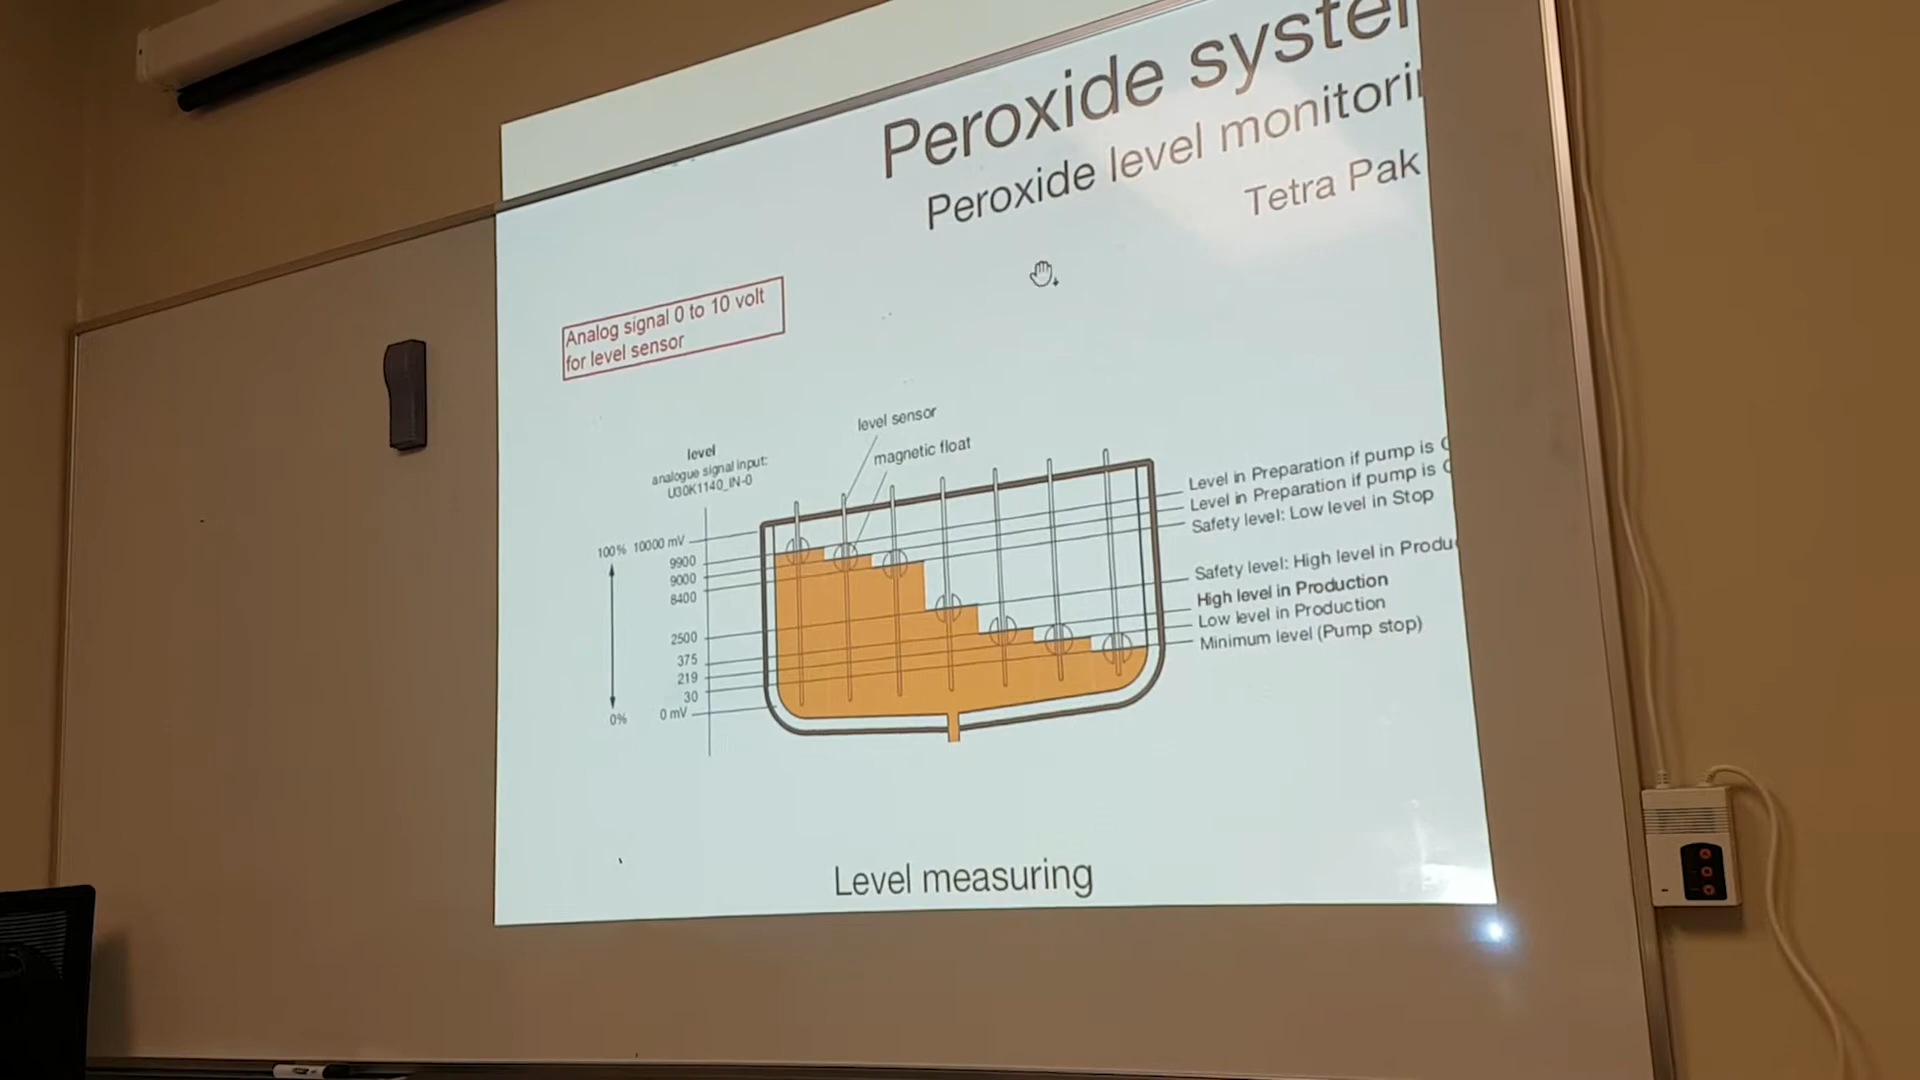 Peroxide system
Peroxide level monitorin
Tetra Pak
Analog signal 0 to 10 volt
for level sensor
level sensor
magnetic float
level
analogue signal input:
U30K1140_IN-0
100% 10000 mV
9900
9000
8400
2500
375
219
30
0% 0 mV
Level in Preparation if pump is
Level in Preparation if pump is
Safety level: Low level in Stop
Safety level: High level in Produ
High level in Production
Low level in Production
Minimum level (Pump stop)
Level measuring